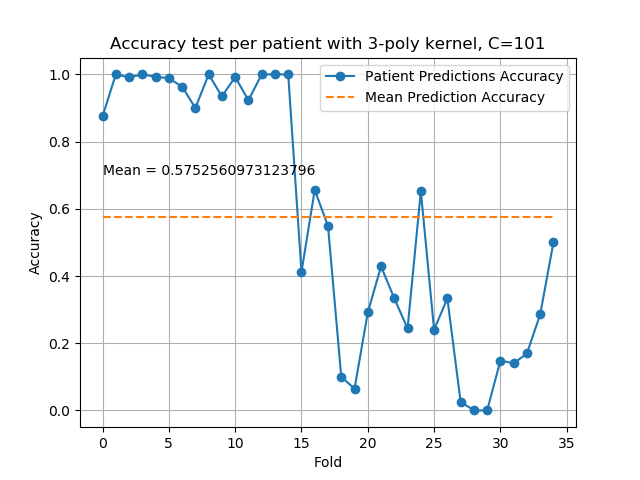 Accuracy test per patient with 3-poly kernel, C=101
Patient Predictions Accuracy
Mean Prediction Accuracy
Mean = 0.5752560973123796
Accuracy
1.0
0.8
0.6
0.4
0.2
0.0
0 5 10 15 20 25 30 35
Fold